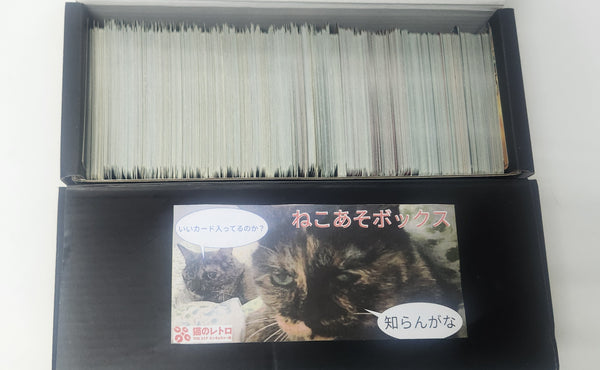 ねこあそボックス
いいカード入ってるのか?
知らんがな
猫のレトロ